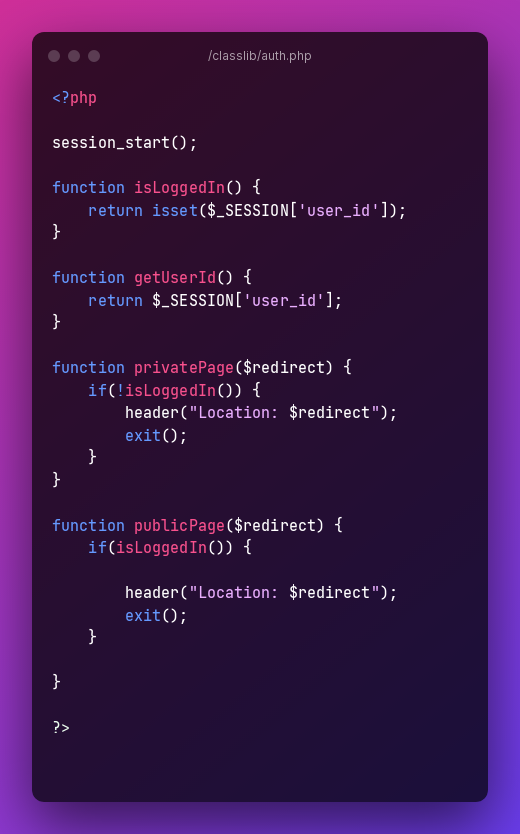 /classlib/auth.php
<?php
session_start();
function isLoggedIn() {
    return isset($_SESSION['user_id']);
}
function getUserId() {
    return $_SESSION['user_id'];
}
function privatePage($redirect) {
    if(!isLoggedIn()) {
        header("Location: $redirect");
        exit();
    }
}
function publicPage($redirect) {
    if(isLoggedIn()) {
        header("Location: $redirect");
        exit();
    }
}
?>